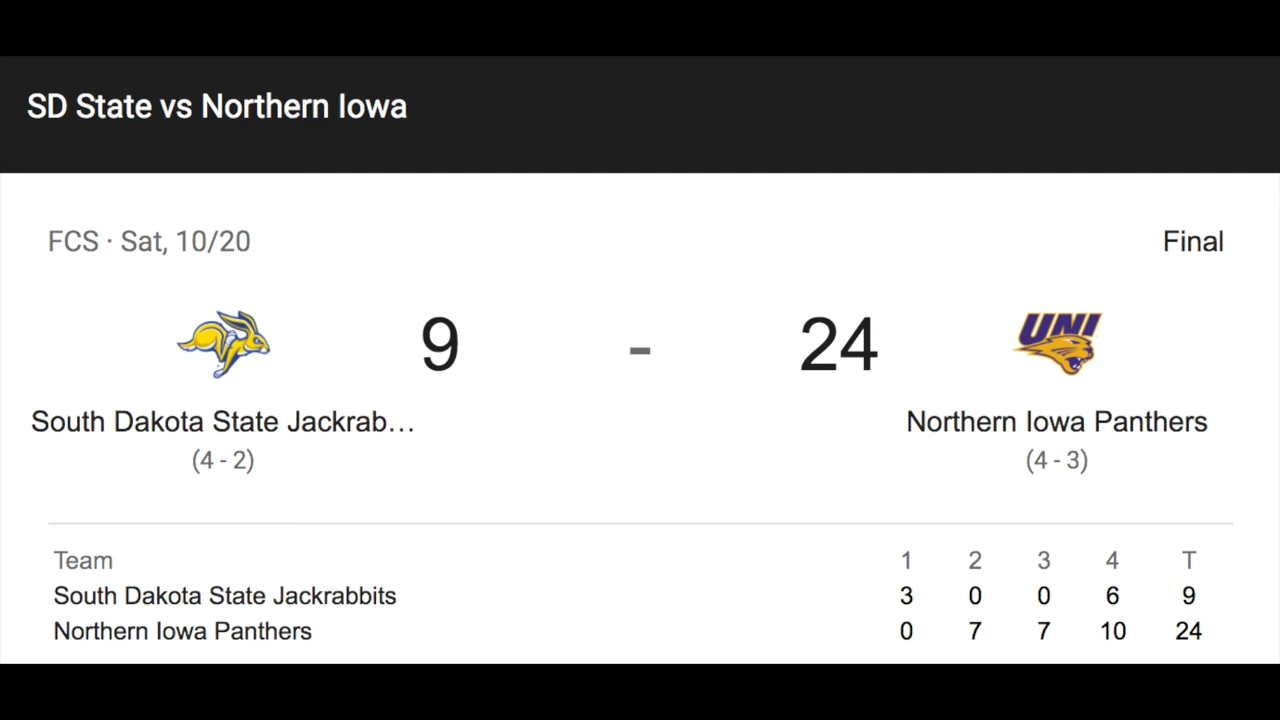 SD State vs Northern Iowa
FCS · Sat, 10/20 Final
9 - 24
UNI
South Dakota State Jackrab... Northern Iowa Panthers
(4 - 2) (4 - 3)
Team 1 2 3 4 T
South Dakota State Jackrabbits 3 0 0 6 9
Northern Iowa Panthers 0 7 7 10 24